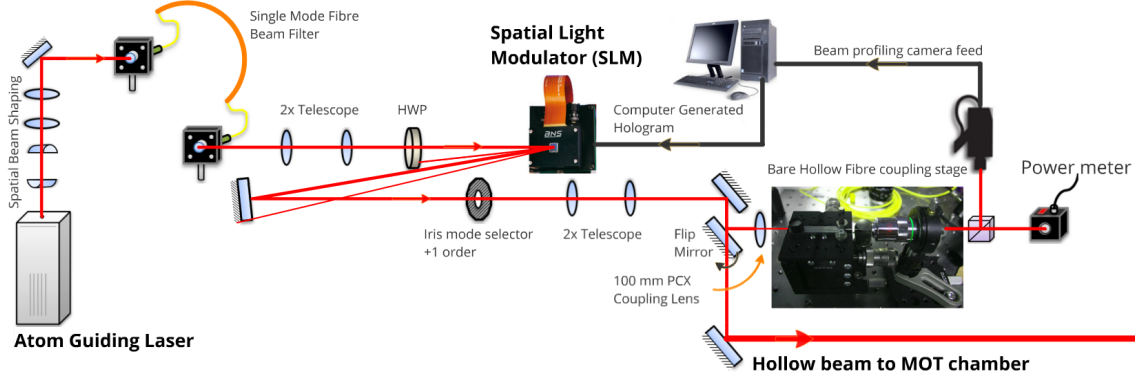 Single Mode Fibre
Beam Filter
Spatial Light
Modulator (SLM)
Beam profiling camera feed
Spatial Beam Shaping
2x Telescope
HWP
BNS
Computer Generated
Hologram
Bare Hollow Fibre coupling stage
Power meter
Iris mode selector
+1 order
2x Telescope
Flip
Mirror
100 mm PCX
Coupling Lens
Atom Guiding Laser
Hollow beam to MOT chamber